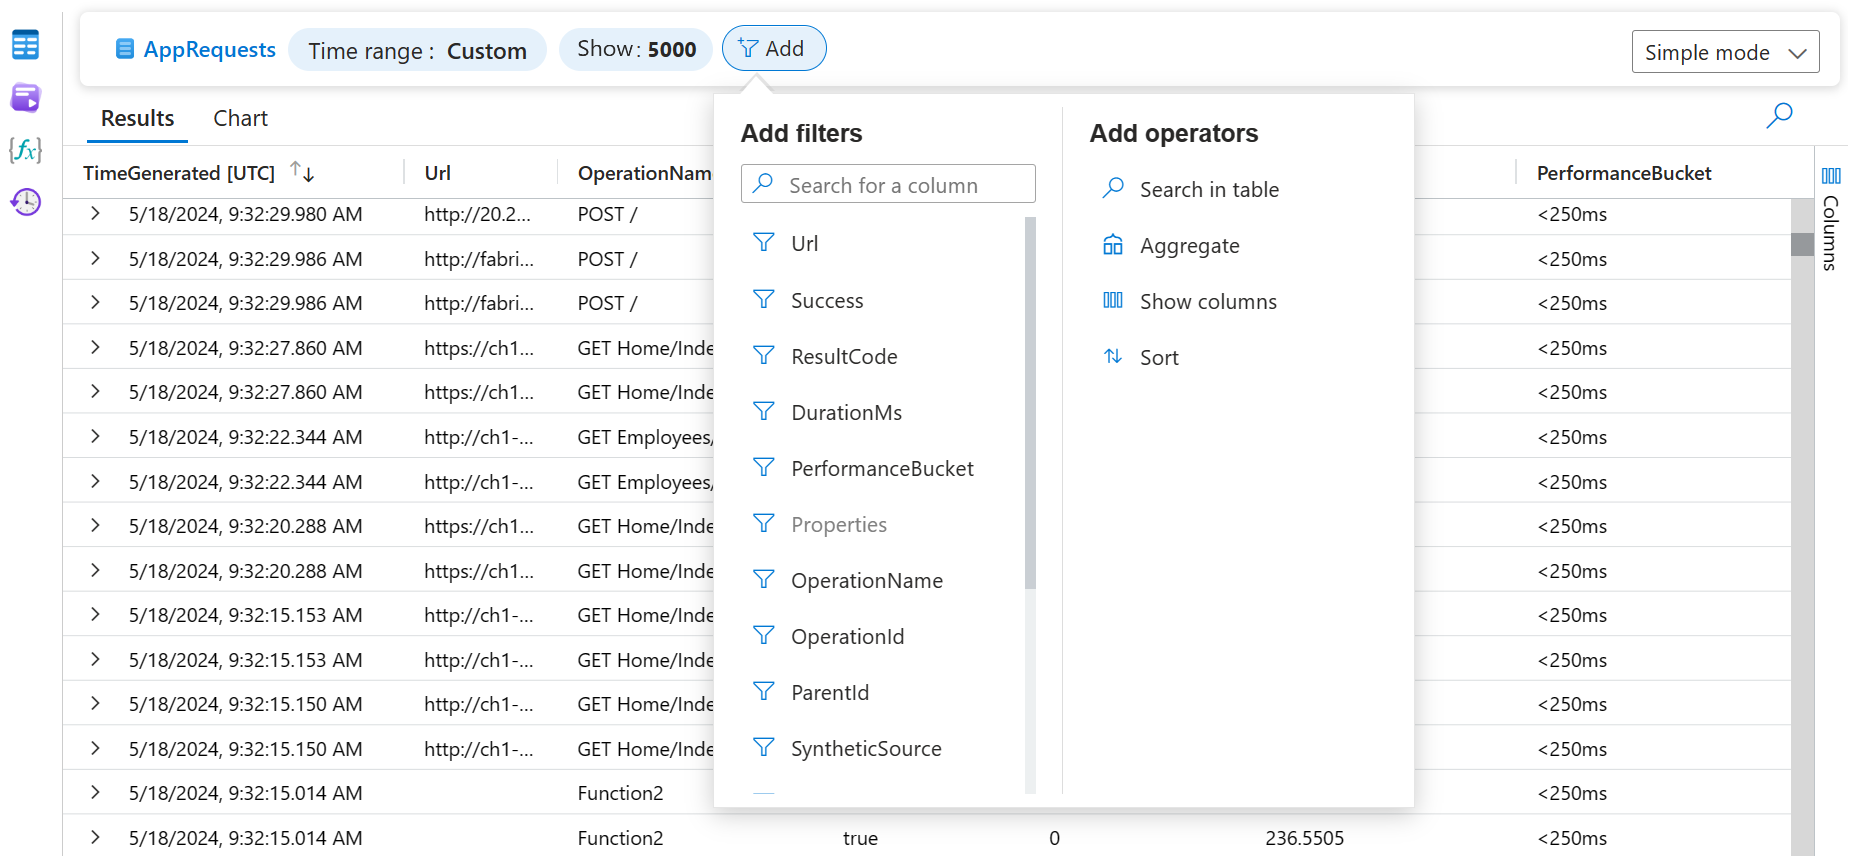 AppRequests Time range : Custom Show : 5000 Add Simple mode
Results Chart
TimeGenerated [UTC] Url OperationNam PerformanceBucket
5/18/2024, 9:32:29.980 AM http://20.2... POST / <250ms
5/18/2024, 9:32:29.986 AM http://fabri... POST / <250ms
5/18/2024, 9:32:29.986 AM http://fabri... POST / <250ms
5/18/2024, 9:32:27.860 AM https://ch1... GET Home/Inde <250ms
5/18/2024, 9:32:27.860 AM https://ch1... GET Home/Inde <250ms
5/18/2024, 9:32:22.344 AM http://ch1-... GET Employees/ <250ms
5/18/2024, 9:32:22.344 AM http://ch1-... GET Employees/ <250ms
5/18/2024, 9:32:20.288 AM https://ch1... GET Home/Inde <250ms
5/18/2024, 9:32:20.288 AM https://ch1... GET Home/Inde <250ms
5/18/2024, 9:32:15.153 AM http://ch1-... GET Home/Inde <250ms
5/18/2024, 9:32:15.153 AM http://ch1-... GET Home/Inde <250ms
5/18/2024, 9:32:15.150 AM http://ch1-... GET Home/Inde <250ms
5/18/2024, 9:32:15.150 AM http://ch1-... GET Home/Inde <250ms
5/18/2024, 9:32:15.014 AM Function2 <250ms
5/18/2024, 9:32:15.014 AM Function2 true 0 236.5505 <250ms
Add filters
Search for a column
Url
Success
ResultCode
DurationMs
PerformanceBucket
Properties
OperationName
OperationId
ParentId
SyntheticSource
Add operators
Search in table
Aggregate
Show columns
Sort
Columns
{fx}